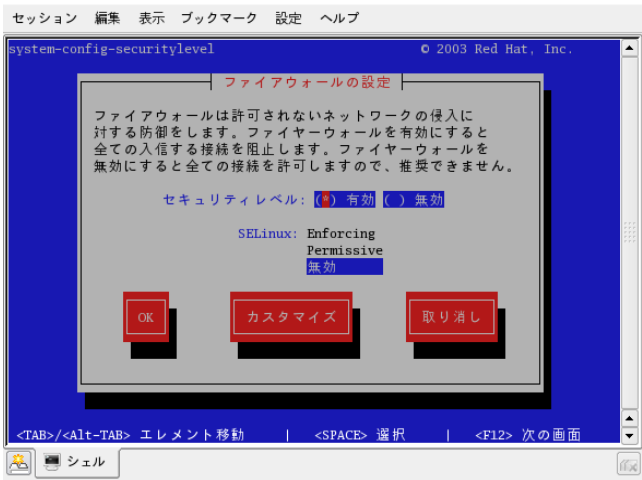 セッション 編集 表示 ブックマーク 設定 ヘルプ
system-config-securitylevel © 2003 Red Hat, Inc.
ファイアウォールの設定
ファイアウォールは許可されないネットワークの侵入に
対する防御をします。ファイヤーウォールを有効にすると
全ての入信する接続を阻止します。ファイヤーウォールを
無効にすると全ての接続を許可しますので、推奨できません。
セキュリティレベル: (*) 有効 ( ) 無効
SELinux: Enforcing
Permissive
無効
OK カスタマイズ 取り消し
<TAB>/<Alt-TAB> エレメント移動 | <SPACE> 選択 | <F12> 次の画面
シェル